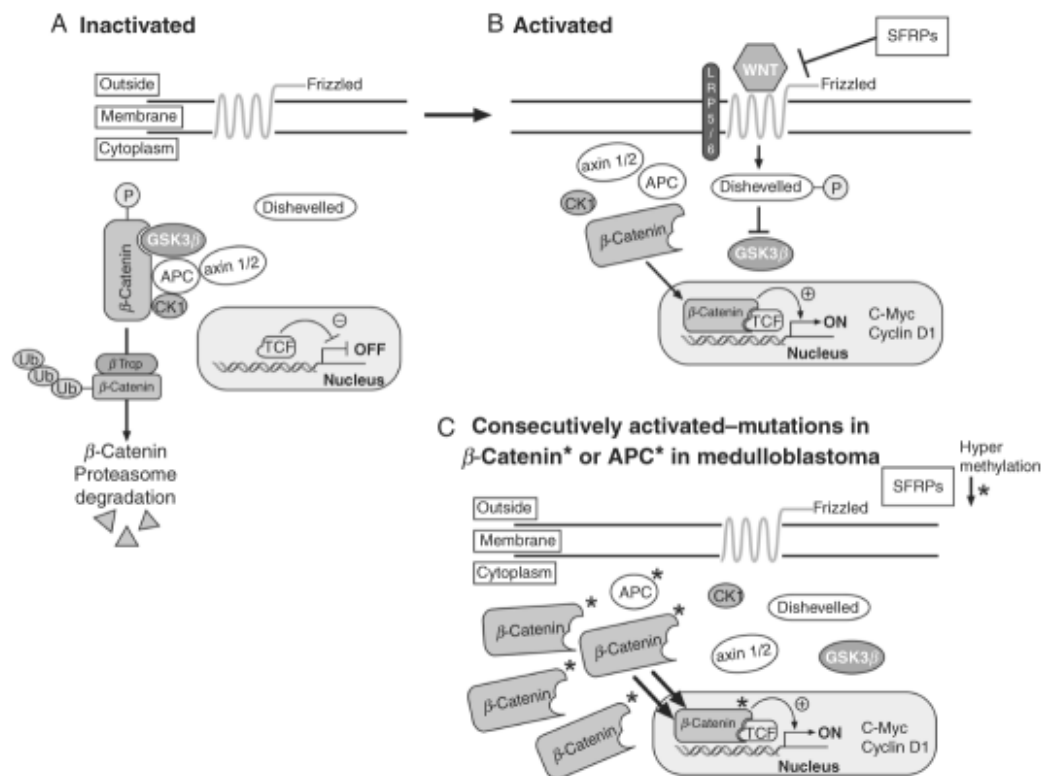 A Inactivated
Outside
Membrane
Cytoplasm
Frizzled
P
β-Catenin
GSK3β
APC
axin 1/2
CK1
Dishevelled
β Trcp
β-Catenin
Ub
Ub
Ub
β-Catenin
Proteasome
degradation
TCF
−
OFF
Nucleus
B Activated
SFRPs
WNT
Frizzled
LRP5/6
axin 1/2
APC
CK1
β-Catenin
Dishevelled
P
GSK3β
β-Catenin
TCF
+
ON
C-Myc
Cyclin D1
Nucleus
C Consecutively activated–mutations in
β-Catenin* or APC* in medulloblastoma
SFRPs
Hyper
methylation
*
Outside
Membrane
Cytoplasm
Frizzled
APC*
CK1
Dishevelled
β-Catenin*
β-Catenin*
axin 1/2
GSK3β
β-Catenin*
β-Catenin*
β-Catenin*
TCF
+
ON
C-Myc
Cyclin D1
Nucleus